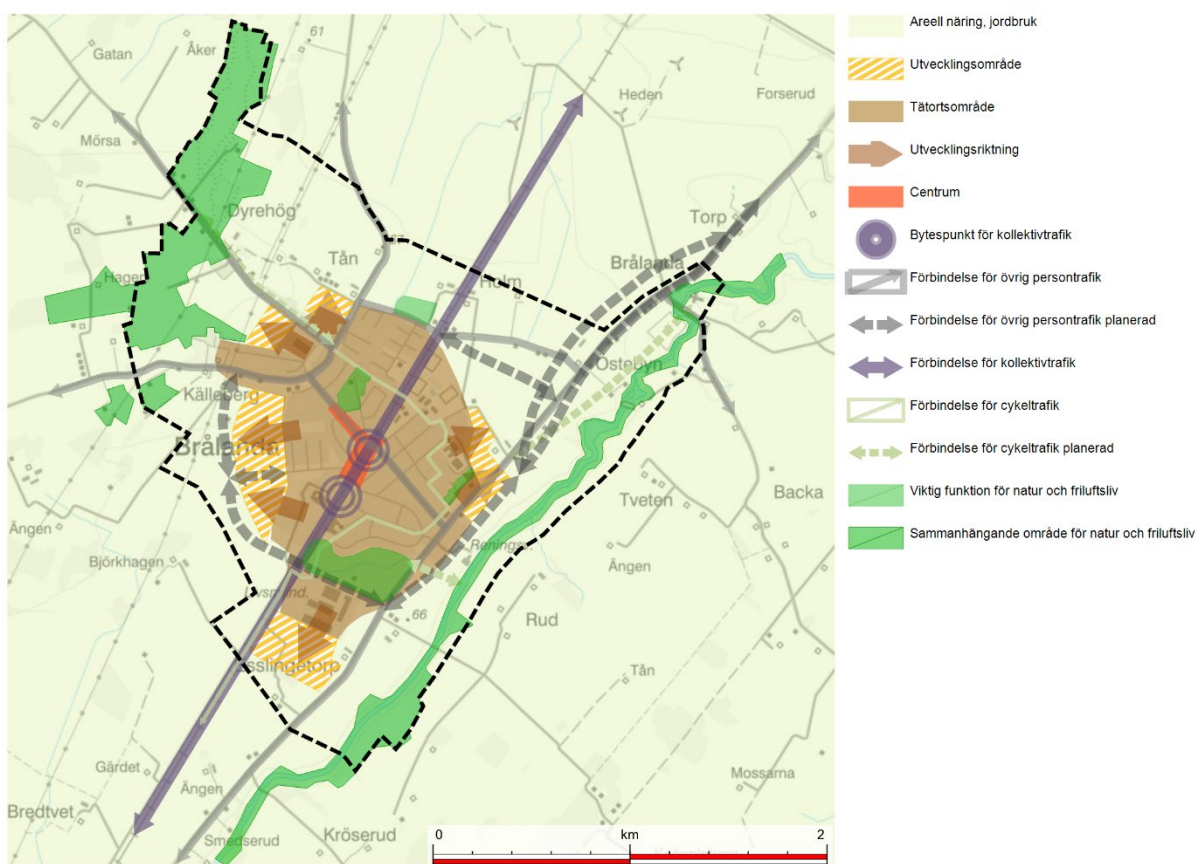 Areell näring, jordbruk
Utvecklingsområde
Tätortsområde
Utvecklingsriktning
Centrum
Bytespunkt för kollektivtrafik
Förbindelse för övrig persontrafik
Förbindelse för övrig persontrafik planerad
Förbindelse för kollektivtrafik
Förbindelse för cykeltrafik
Förbindelse för cykeltrafik planerad
Viktig funktion för natur och friluftsliv
Sammanhängande område för natur och friluftsliv
61
Åker
Gatan
Heden
Forserud
Mörsa
Dyrehög
Torp
Tån
Brålanda
Hagen
Holm
Östebyn
Källeberg
Brålanda
Tveten
Backa
Ängen
Reningsv.
Björkhagen
Ängen
66
Rud
Tån
Gärdet
Ängen
Mossarna
Bredtvet
Smedserud
Kröserud
0 km 2